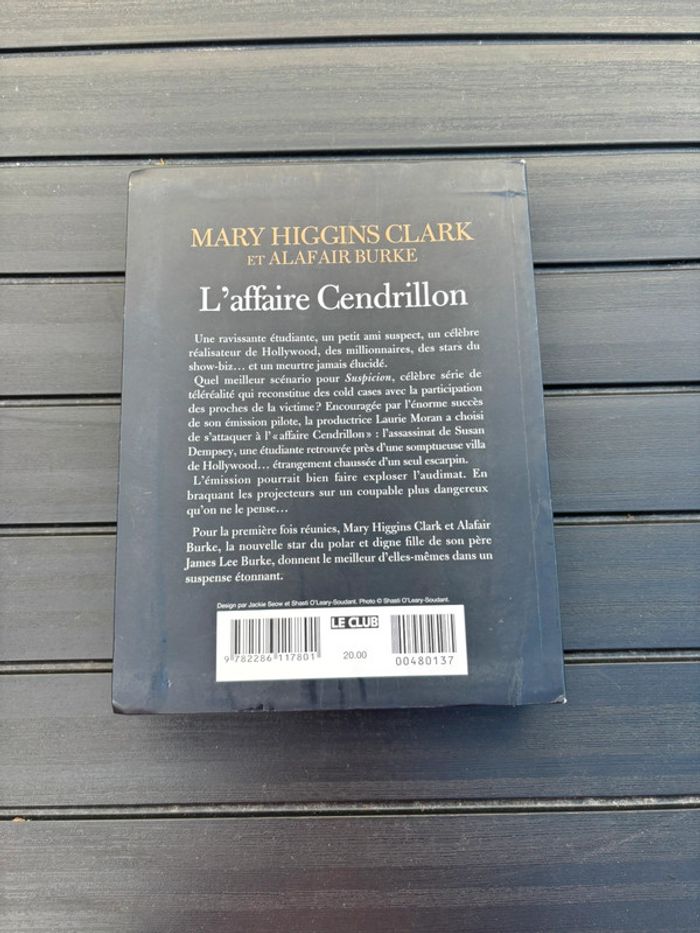 MARY HIGGINS CLARK
ET ALAFAIR BURKE
L'affaire Cendrillon
Une ravissante étudiante, un petit ami suspect, un célèbre
réalisateur de Hollywood, des millionnaires, des stars du
show-biz... et un meurtre jamais élucidé.
Quel meilleur scénario pour Suspicion, célèbre série de
téléréalité qui reconstitue des cold cases avec la participation
des proches de la victime ? Encouragée par l'énorme succès
de son émission pilote, la productrice Laurie Moran a choisi
de s'attaquer à l'« affaire Cendrillon » : l'assassinat de Susan
Dempsey, une étudiante retrouvée près d'une somptueuse villa
de Hollywood... étrangement chaussée d'un seul escarpin.
L'émission pourrait bien faire exploser l'audimat. En
braquant les projecteurs sur un coupable plus dangereux
qu'on ne le pense...
Pour la première fois réunies, Mary Higgins Clark et Alafair
Burke, la nouvelle star du polar et digne fille de son père
James Lee Burke, donnent le meilleur d'elles-mêmes dans un
suspense étonnant.
Design par Jackie Seow et Shasti O'Leary-Soudant. Photo © Shasti O'Leary-Soudant.
LE CLUB
9 782286 117801
20.00
00480137